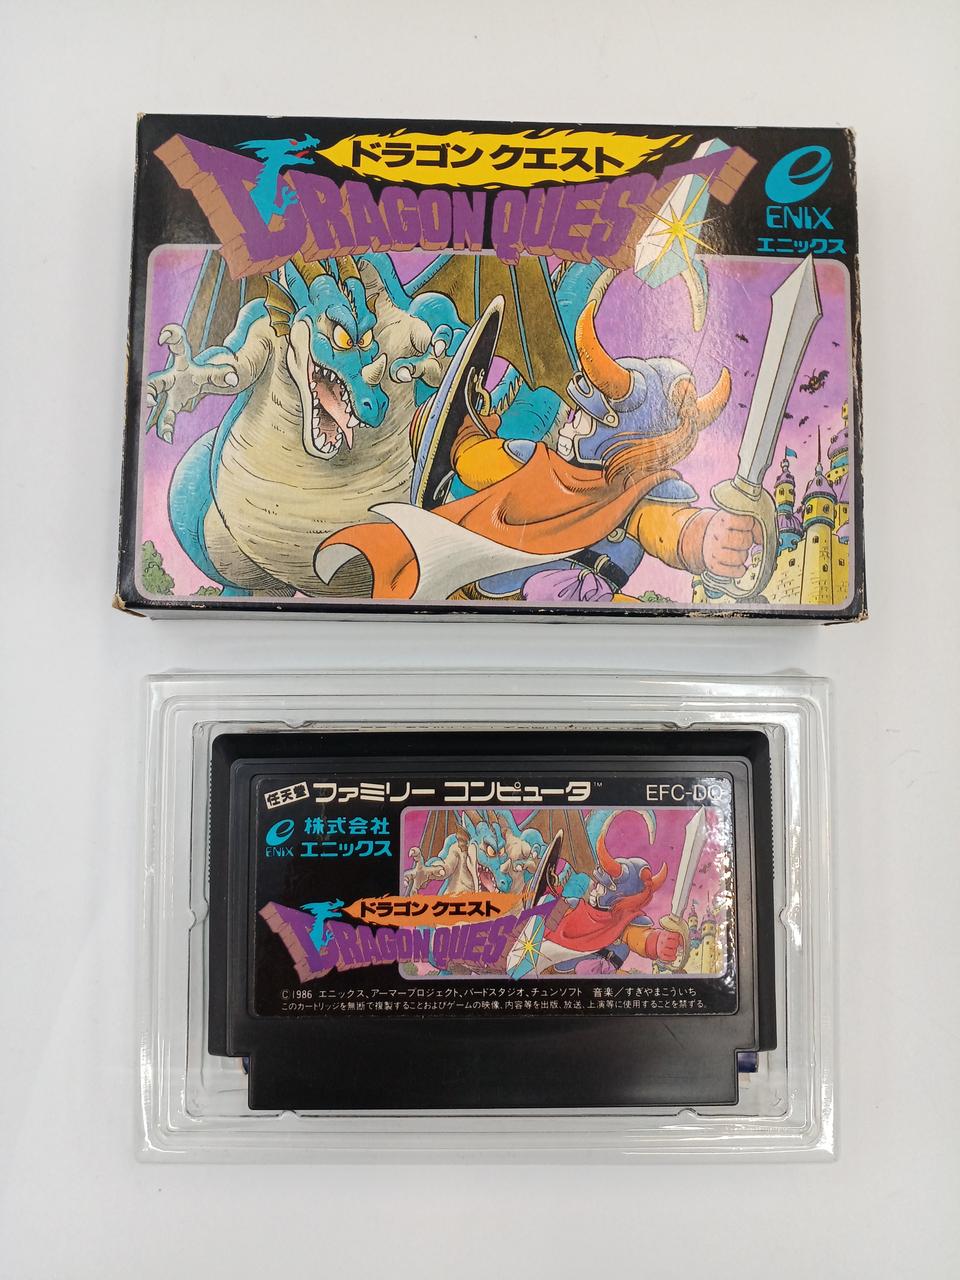 ドラゴンクエスト
DRAGON QUEST
ENIX
エニックス
任天堂 ファミリー コンピュータ™
EFC-DQ
株式会社
ENIX エニックス
ドラゴンクエスト
DRAGON QUEST
©1986 エニックス、アーマープロジェクト、バードスタジオ、チュンソフト 音楽/すぎやまこういち
このカートリッジを無断で複製することおよびゲームの映像、内容等を出版、放送、上演等に使用することを禁ずる。